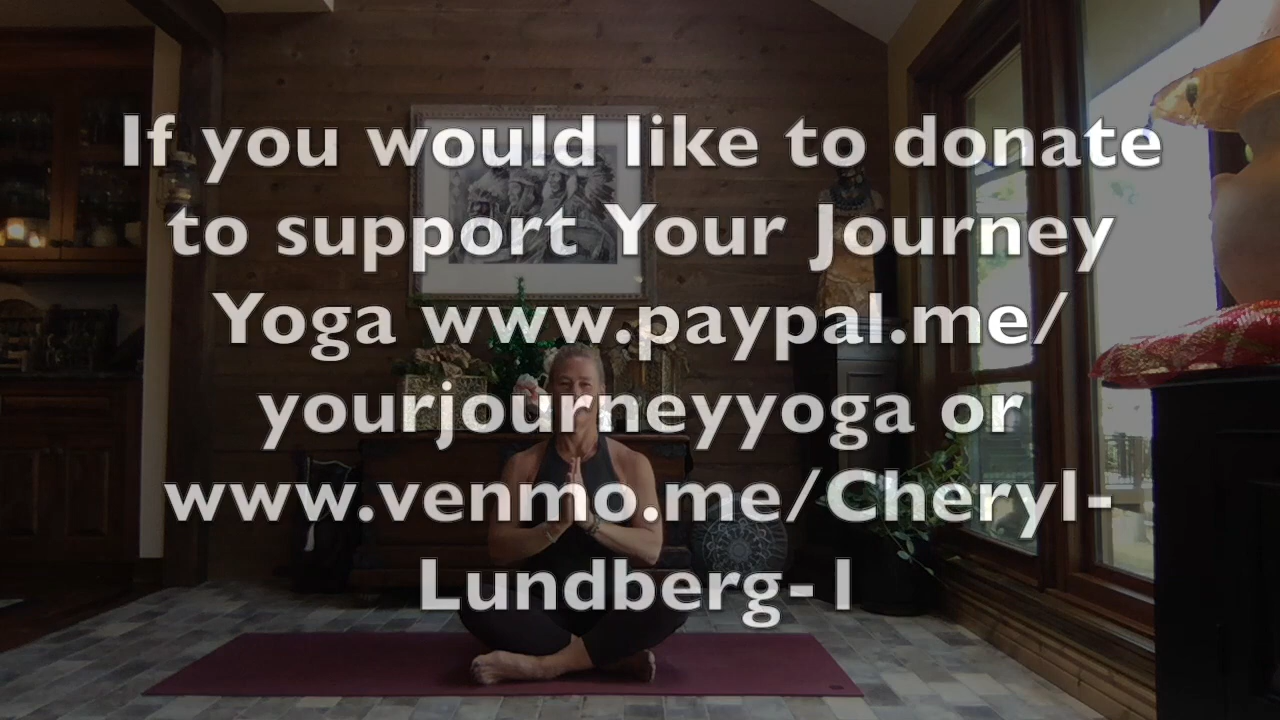 If you would like to donate
to support Your Journey
Yoga www.paypal.me/
yourjourneyyoga or
www.venmo.me/Cheryl-
Lundberg-1